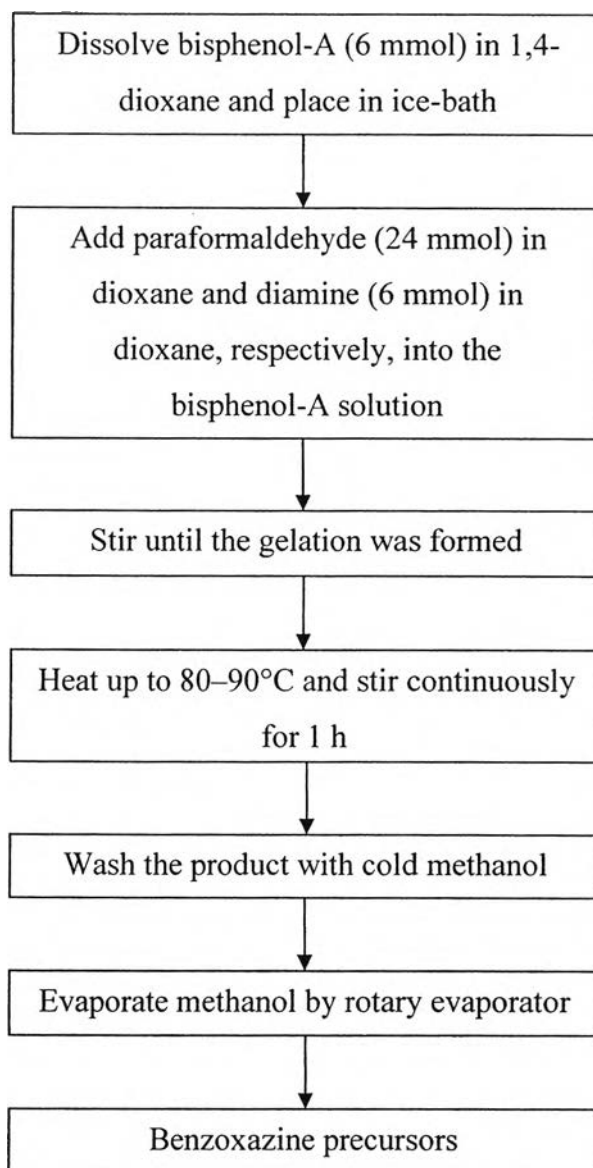 Dissolve bisphenol-A (6 mmol) in 1,4-
dioxane and place in ice-bath
Add paraformaldehyde (24 mmol) in
dioxane and diamine (6 mmol) in
dioxane, respectively, into the
bisphenol-A solution
Stir until the gelation was formed
Heat up to 80–90°C and stir continuously
for 1 h
Wash the product with cold methanol
Evaporate methanol by rotary evaporator
Benzoxazine precursors